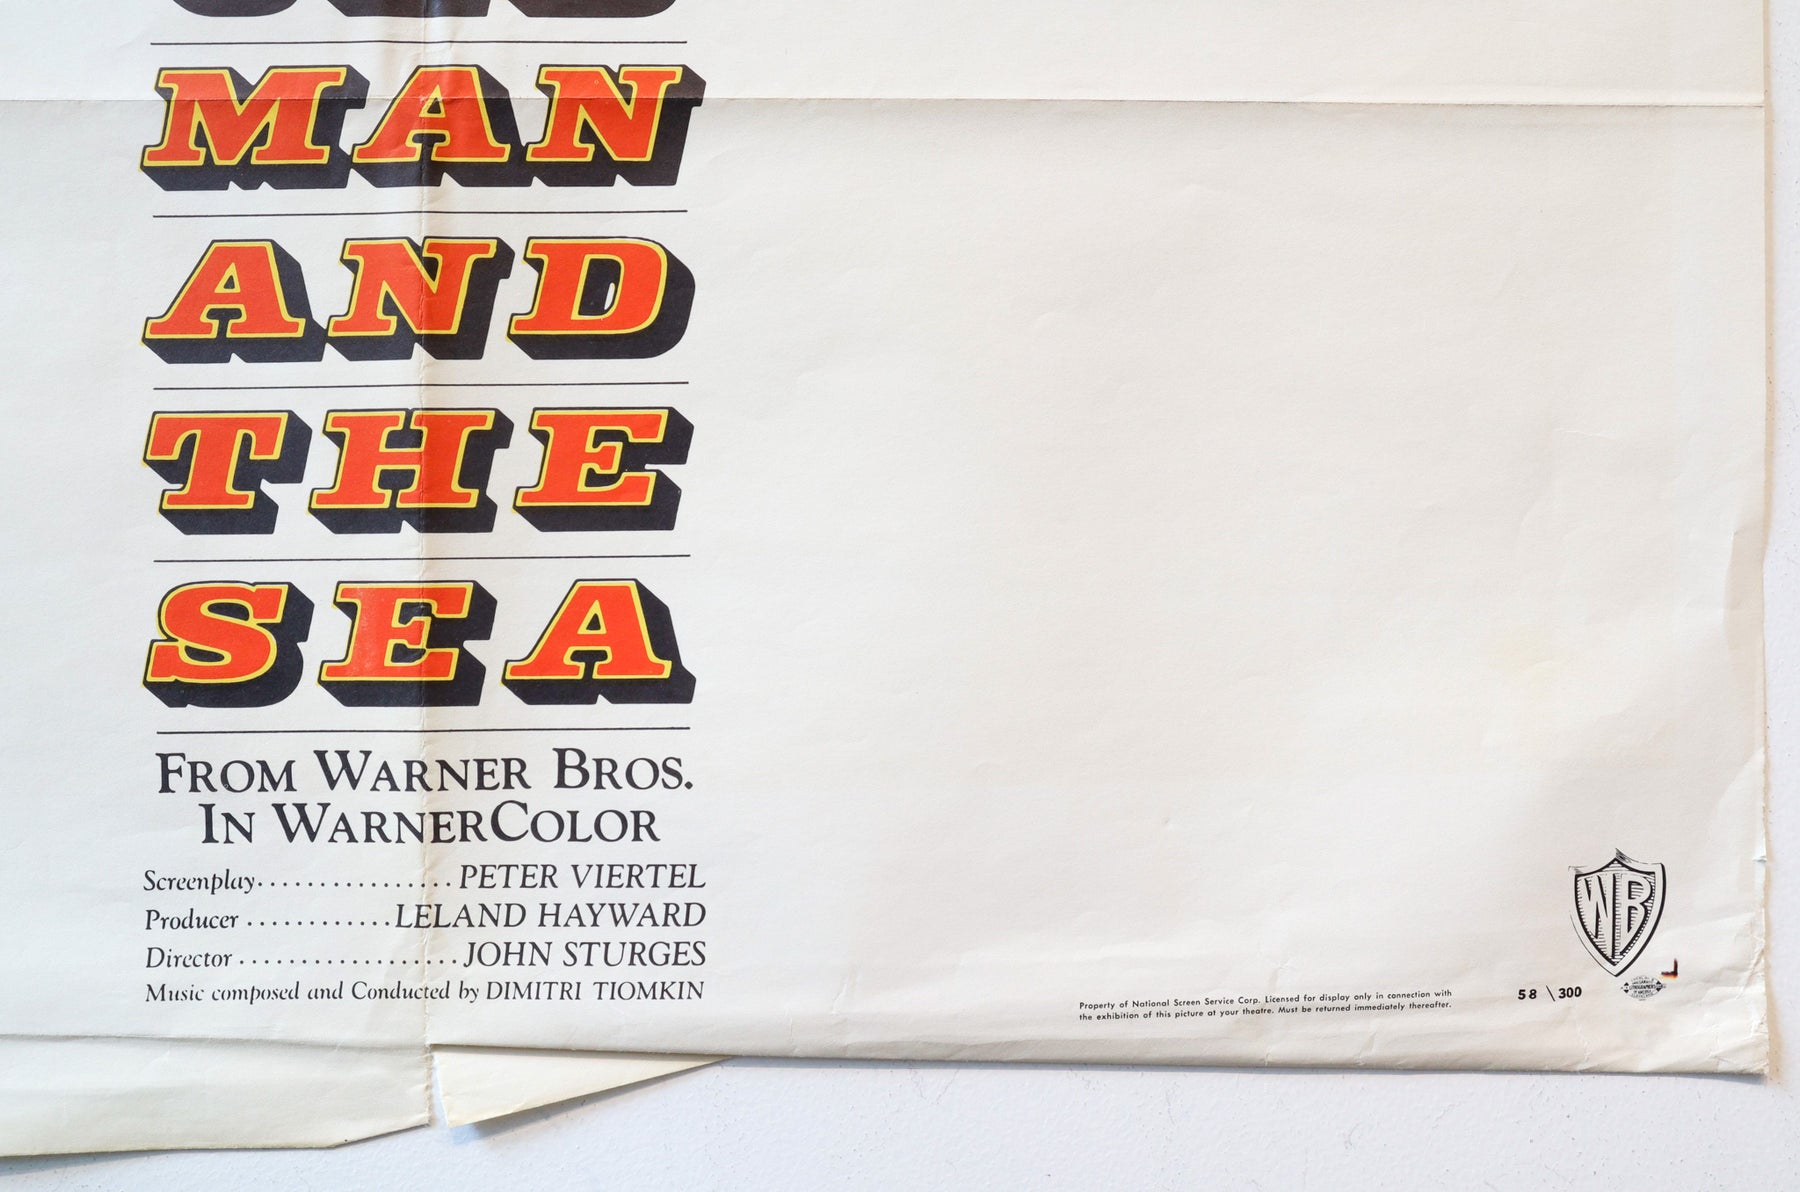 MAN
AND
THE
SEA
FROM WARNER BROS.
IN WARNERCOLOR
Screenplay................PETER VIERTEL
Producer............LELAND HAYWARD
Director..................JOHN STURGES
Music composed and Conducted by DIMITRI TIOMKIN
Property of National Screen Service Corp. Licensed for display only in connection with
the exhibition of this picture at your theatre. Must be returned immediately thereafter.
58 \ 300
WB